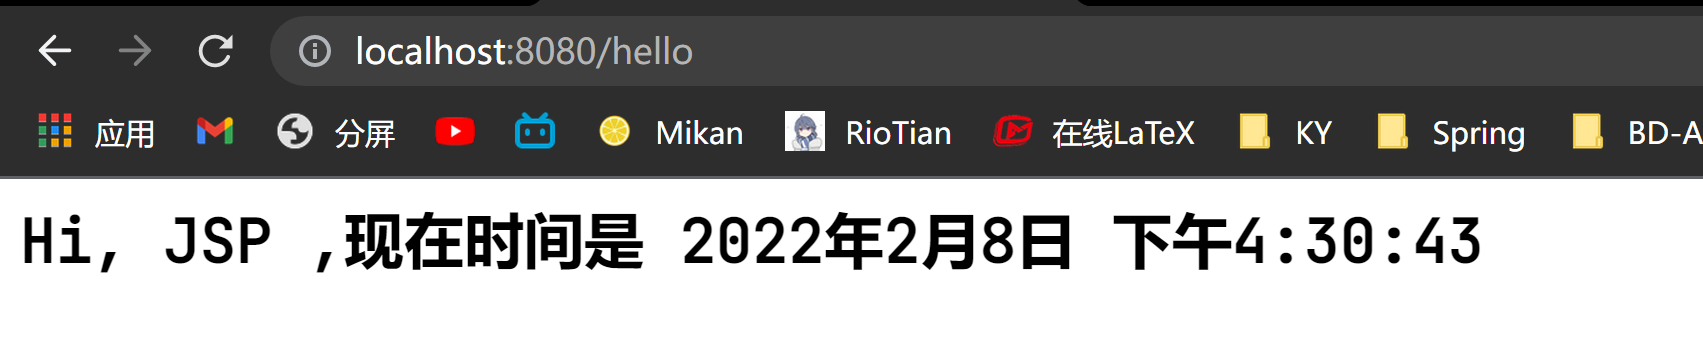 localhost:8080/hello
应用 分屏 Mikan RioTian 在线LaTeX KY Spring BD-A
Hi, JSP ,现在时间是 2022年2月8日 下午4:30:43